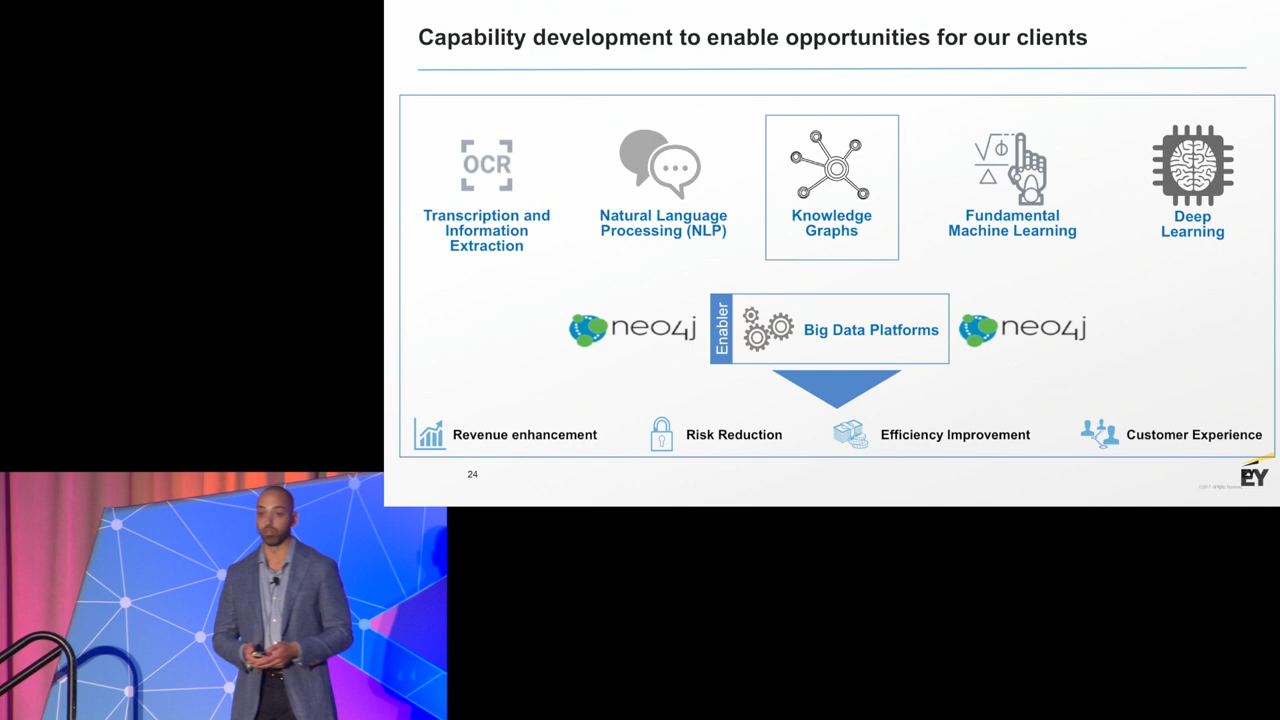 Capability development to enable opportunities for our clients
OCR
Transcription and
Information
Extraction
Natural Language
Processing (NLP)
Knowledge
Graphs
Fundamental
Machine Learning
Deep
Learning
neo4j
Enabler
Big Data Platforms
neo4j
Revenue enhancement
Risk Reduction
Efficiency Improvement
Customer Experience
24
EY